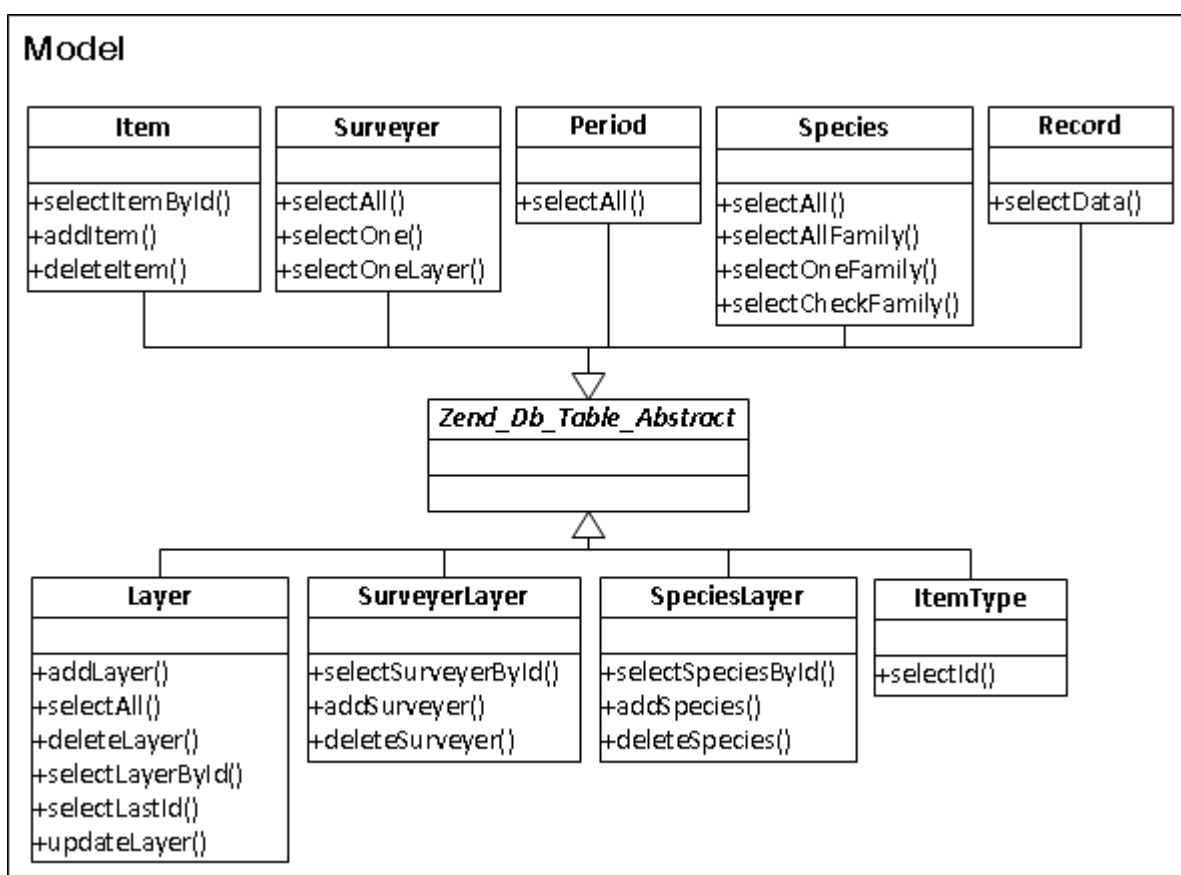 Model
Item
+selectItemById()
+addItem()
+deleteItem()
Surveyer
+selectAll()
+selectOne()
+selectOneLayer()
Period
+selectAll()
Species
+selectAll()
+selectAllFamily()
+selectOneFamily()
+selectCheckFamily()
Record
+selectData()
Zend_Db_Table_Abstract
Layer
+addLayer()
+selectAll()
+deleteLayer()
+selectLayerById()
+selectLastId()
+updateLayer()
SurveyerLayer
+selectSurveyerById()
+addSurveyer()
+deleteSurveyer()
SpeciesLayer
+selectSpeciesById()
+addSpecies()
+deleteSpecies()
ItemType
+selectId()